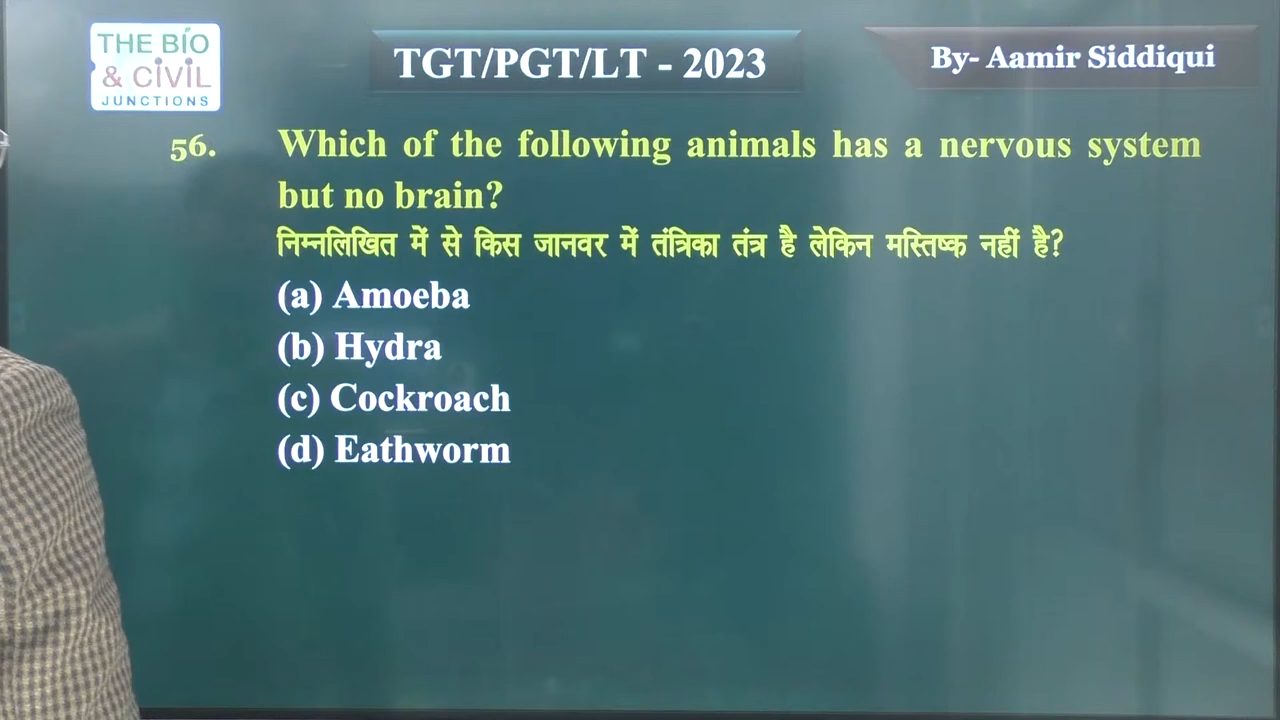 THE BIO
& CIVIL
JUNCTIONS
TGT/PGT/LT - 2023
By- Aamir Siddiqui
56. Which of the following animals has a nervous system
but no brain?
निम्नलिखित में से किस जानवर में तंत्रिका तंत्र है लेकिन मस्तिष्क नहीं है?
(a) Amoeba
(b) Hydra
(c) Cockroach
(d) Eathworm